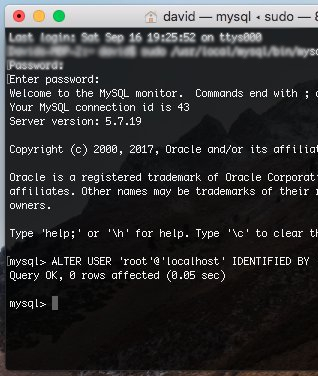 david — mysql ◂ sudo — 8
Last login: Sat Sep 16 19:25:52 on ttys000
sudo /usr/local/mysql/bin/mys
Password:
Enter password:
Welcome to the MySQL monitor.  Commands end with ; o
Your MySQL connection id is 43
Server version: 5.7.19
Copyright (c) 2000, 2017, Oracle and/or its affilia
Oracle is a registered trademark of Oracle Corporat
affiliates. Other names may be trademarks of their r
owners.
Type 'help;' or '\h' for help. Type '\c' to clear th
[mysql> ALTER USER 'root'@'localhost' IDENTIFIED BY
Query OK, 0 rows affected (0.05 sec)
mysql>